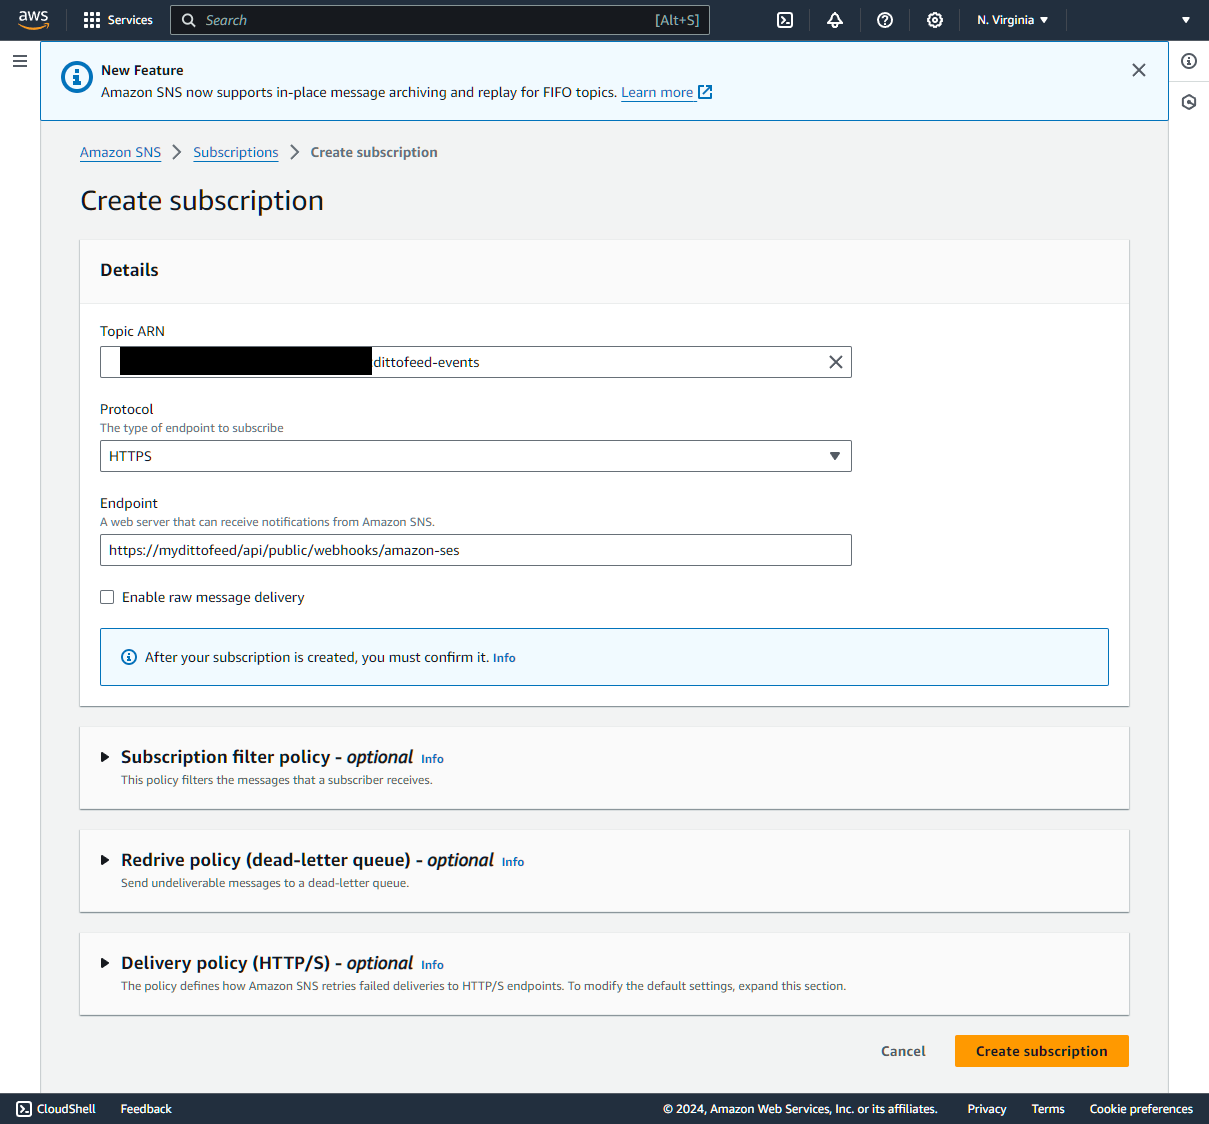 aws
Services
Search
[Alt+S]
N. Virginia
New Feature
Amazon SNS now supports in-place message archiving and replay for FIFO topics. Learn more
Amazon SNS
Subscriptions
Create subscription
Create subscription
Details
Topic ARN
dittofeed-events
Protocol
The type of endpoint to subscribe
HTTPS
Endpoint
A web server that can receive notifications from Amazon SNS.
https://mydittofeed/api/public/webhooks/amazon-ses
Enable raw message delivery
After your subscription is created, you must confirm it. Info
Subscription filter policy - optional Info
This policy filters the messages that a subscriber receives.
Redrive policy (dead-letter queue) - optional Info
Send undeliverable messages to a dead-letter queue.
Delivery policy (HTTP/S) - optional Info
The policy defines how Amazon SNS retries failed deliveries to HTTP/S endpoints. To modify the default settings, expand this section.
Cancel
Create subscription
CloudShell
Feedback
© 2024, Amazon Web Services, Inc. or its affiliates.
Privacy
Terms
Cookie preferences